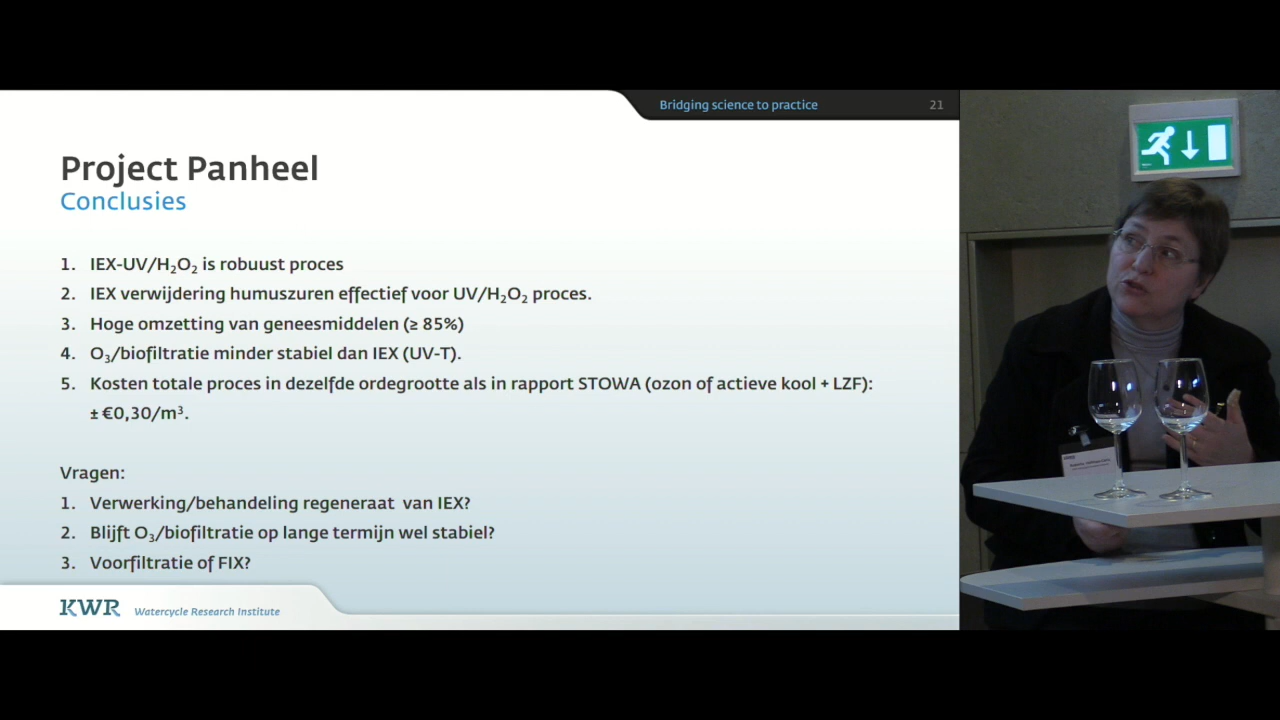 Bridging science to practice 21
Project Panheel
Conclusies
1. IEX-UV/H₂O₂ is robuust proces
2. IEX verwijdering humuszuren effectief voor UV/H₂O₂ proces.
3. Hoge omzetting van geneesmiddelen (≥ 85%)
4. O₃/biofiltratie minder stabiel dan IEX (UV-T).
5. Kosten totale proces in dezelfde ordegrootte als in rapport STOWA (ozon of actieve kool + LZF):
± €0,30/m³.
Vragen:
1. Verwerking/behandeling regeneraat van IEX?
2. Blijft O₃/biofiltratie op lange termijn wel stabiel?
3. Voorfiltratie of FIX?
KWR Watercycle Research Institute